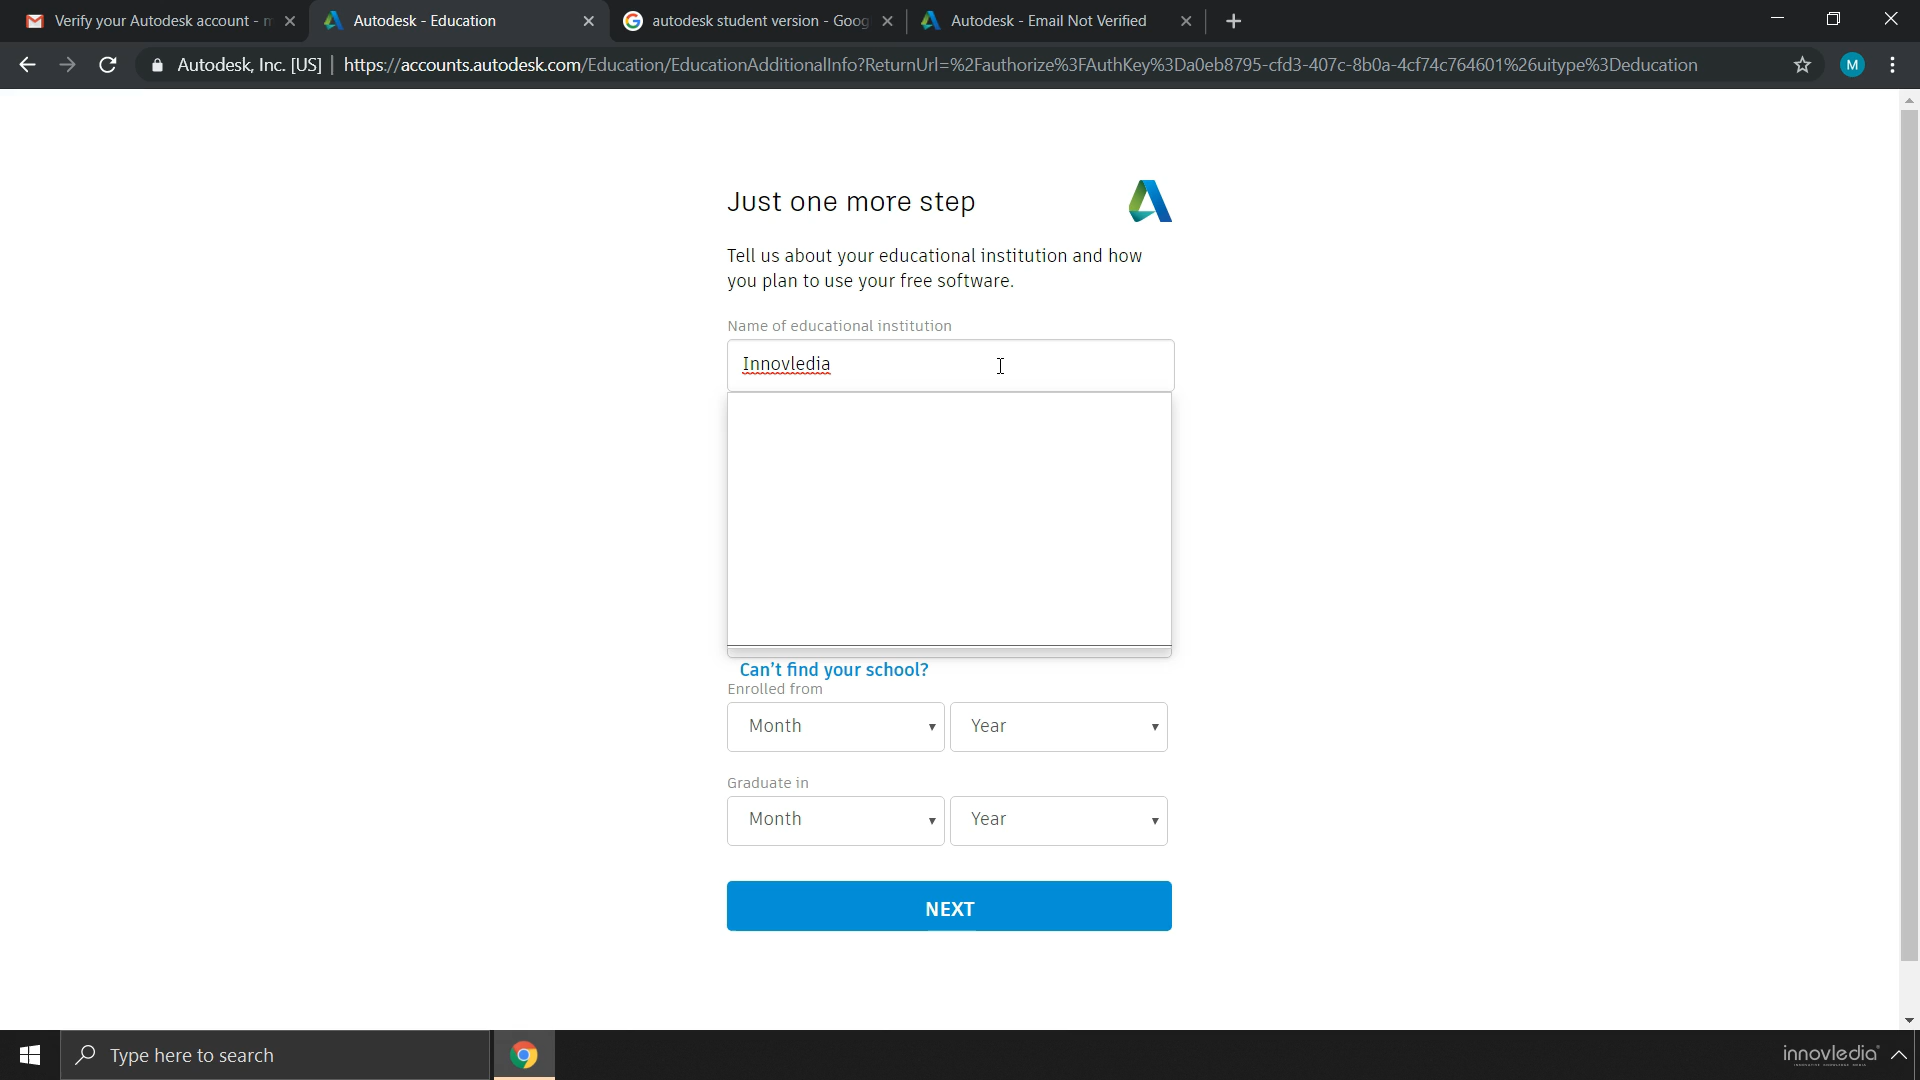 Verify your Autodesk account -
Autodesk - Education
autodesk student version - Goog
Autodesk - Email Not Verified
Autodesk, Inc. [US]
https://accounts.autodesk.com/Education/EducationAdditionalInfo?ReturnUrl=%2Fauthorize%3FAuthKey%3Da0eb8795-cfd3-407c-8b0a-4cf74c764601%26uitype%3Deducation
M
Just one more step
Tell us about your educational institution and how
you plan to use your free software.
Name of educational institution
Innovledia
Can't find your school?
Enrolled from
Month
Year
Graduate in
Month
Year
NEXT
Type here to search
innovledia